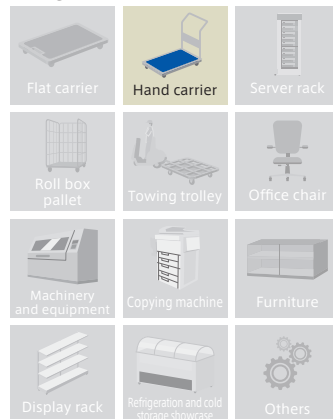 Flat carrier
Hand carrier
Server rack
Roll box
pallet
Towing trolley
Office chair
Machinery
and equipment
Copying machine
Furniture
Display rack
Refrigeration and cold
storage showcase
Others